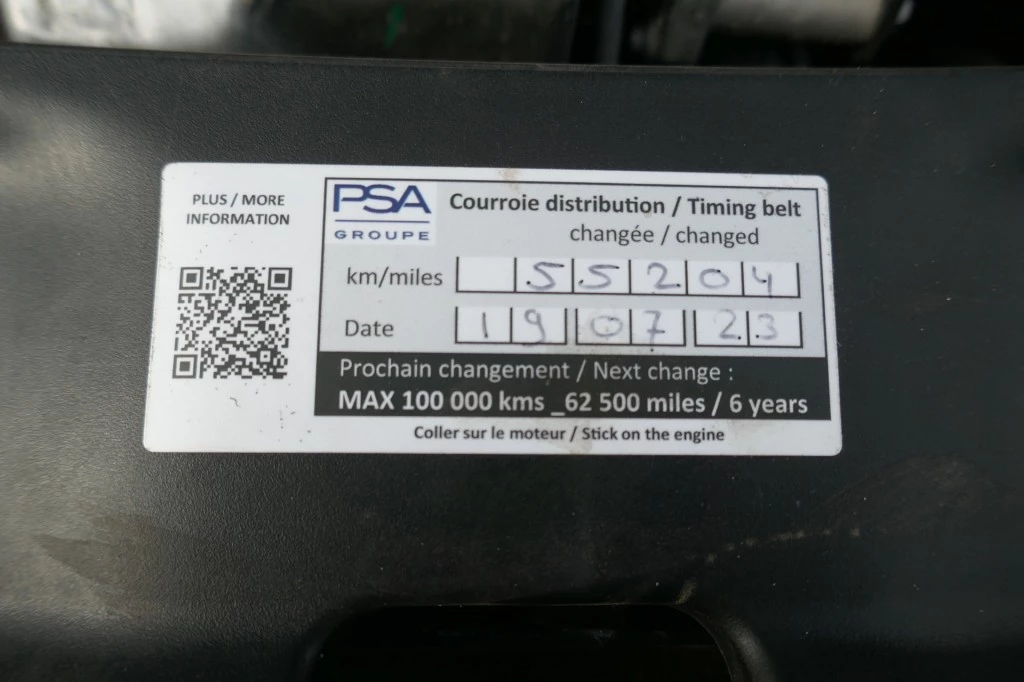 PLUS / MORE
INFORMATION
PSA
GROUPE
Courroie distribution / Timing belt
changée / changed
km/miles 55204
Date 19 07 23
Prochain changement / Next change :
MAX 100 000 kms _62 500 miles / 6 years
Coller sur le moteur / Stick on the engine